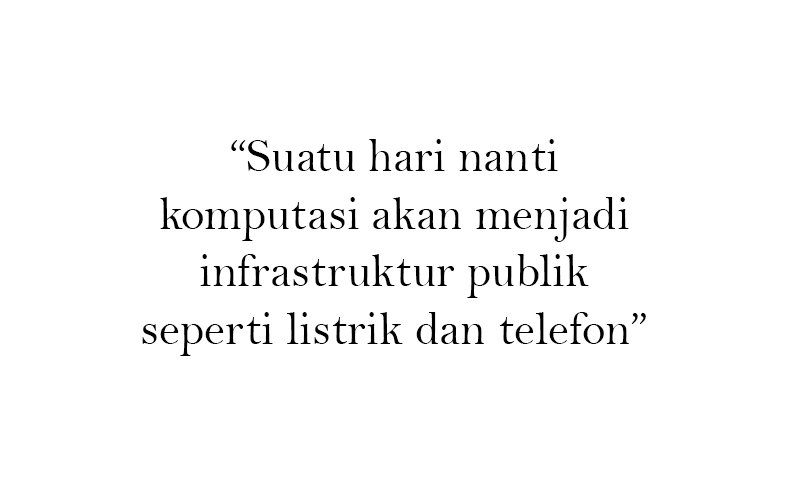 “Suatu hari nanti
komputasi akan menjadi
infrastruktur publik
seperti listrik dan telefon”